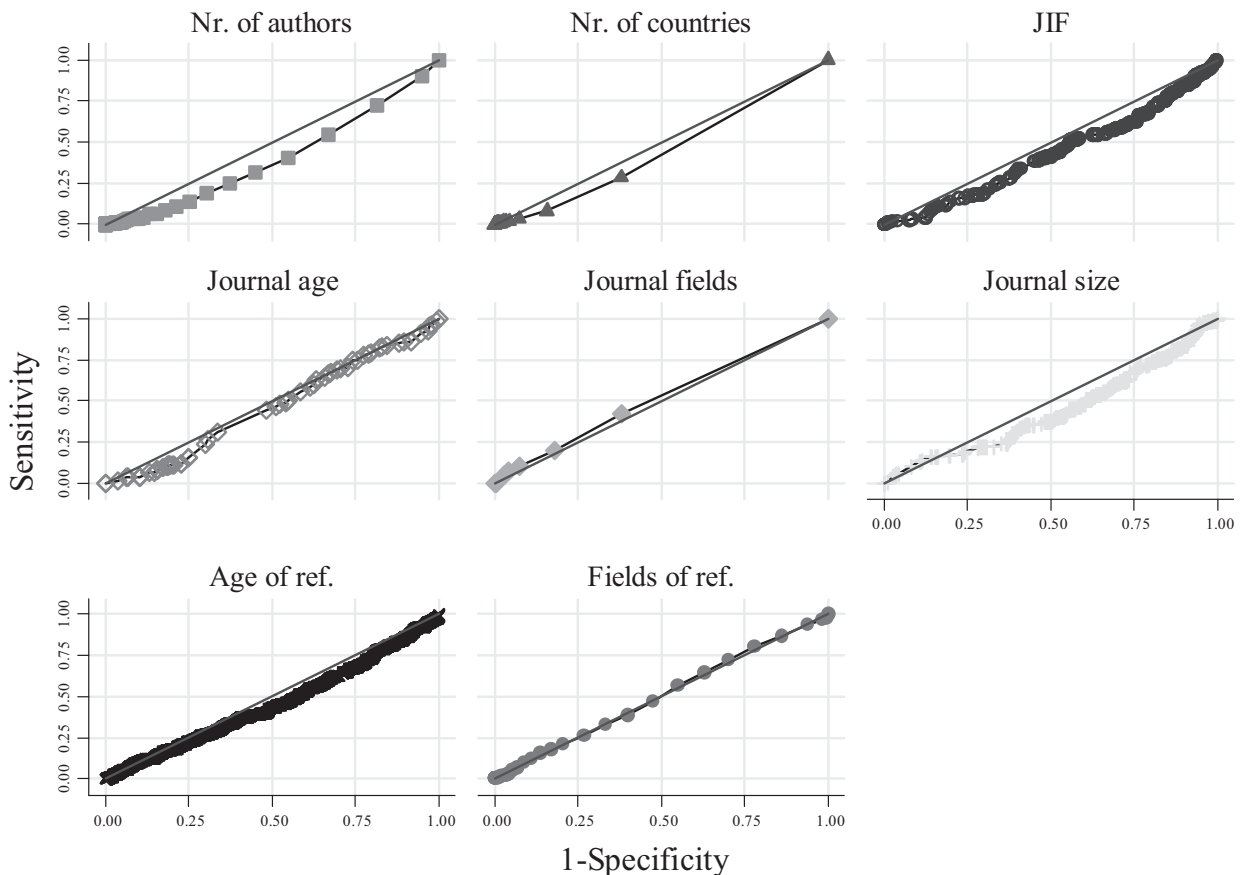 Nr. of authors
Nr. of countries
JIF
1.00
0.75
0.50
0.25
0.00
Journal age
Journal fields
Journal size
1.00
0.75
0.50
0.25
0.00
0.00 0.25 0.50 0.75 1.00
Sensitivity
Age of ref.
Fields of ref.
1.00
0.75
0.50
0.25
0.00
0.00 0.25 0.50 0.75 1.00
0.00 0.25 0.50 0.75 1.00
1-Specificity